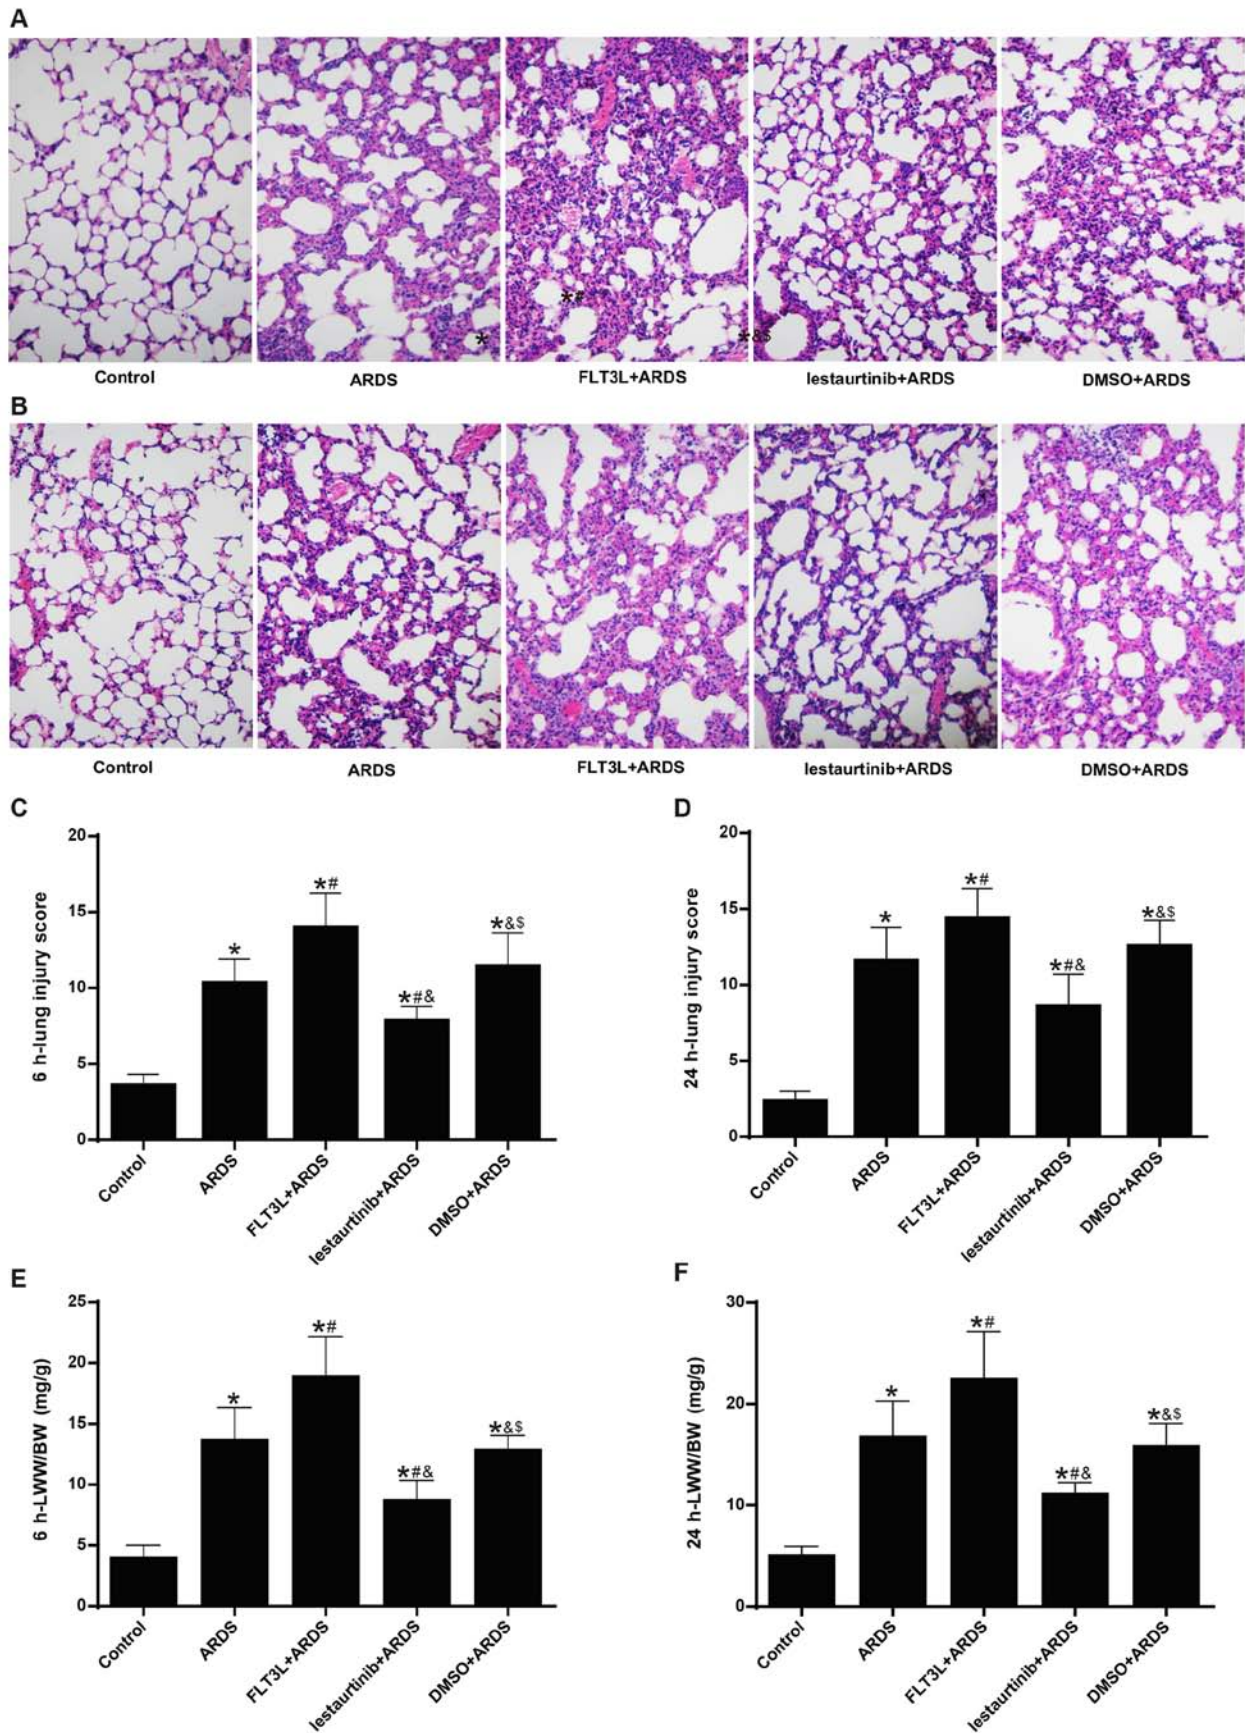 A
*
*#
*&$
Control
ARDS
FLT3L+ARDS
lestaurtinib+ARDS
DMSO+ARDS
B
Control
ARDS
FLT3L+ARDS
lestaurtinib+ARDS
DMSO+ARDS
C
6 h-lung injury score
20
15
10
5
0
*
*#
*#&
*&$
Control
ARDS
FLT3L+ARDS
lestaurtinib+ARDS
DMSO+ARDS
D
24 h-lung injury score
20
15
10
5
0
*
*#
*#&
*&$
Control
ARDS
FLT3L+ARDS
lestaurtinib+ARDS
DMSO+ARDS
E
6 h-LWW/BW (mg/g)
25
20
15
10
5
0
*
*#
*#&
*&$
Control
ARDS
FLT3L+ARDS
lestaurtinib+ARDS
DMSO+ARDS
F
24 h-LWW/BW (mg/g)
30
20
10
0
*
*#
*#&
*&$
Control
ARDS
FLT3L+ARDS
lestaurtinib+ARDS
DMSO+ARDS